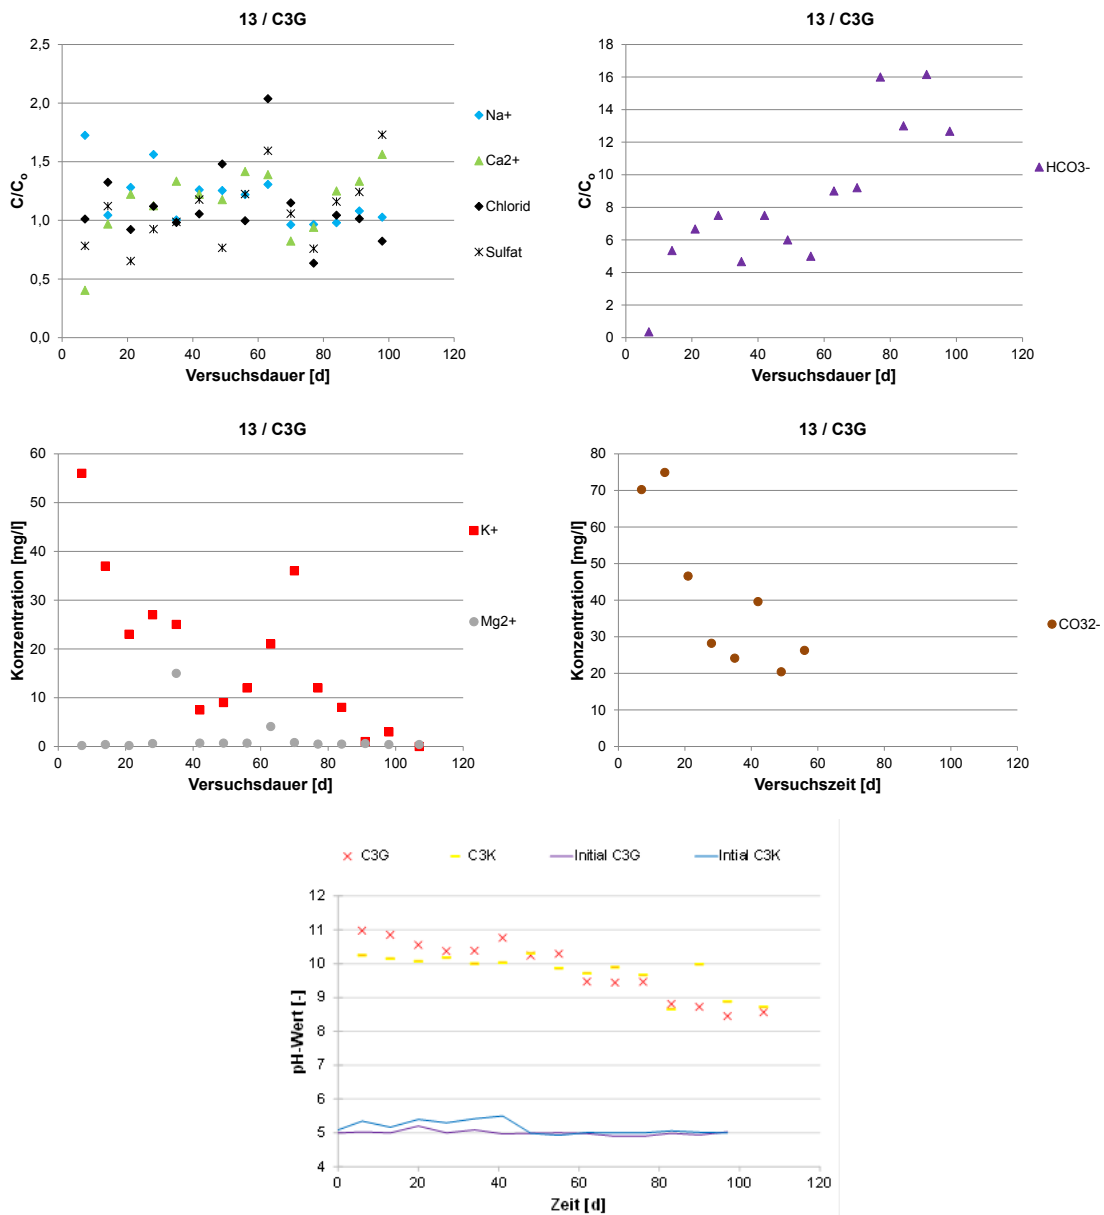 13 / C3G
2,5
2,0
1,5
1,0
0,5
0,0
C/Co
0 20 40 60 80 100 120
Versuchsdauer [d]
Na+
Ca2+
Chlorid
Sulfat
13 / C3G
18
16
14
12
10
8
6
4
2
0
C/Co
0 20 40 60 80 100 120
Versuchsdauer [d]
HCO3-
13 / C3G
60
50
40
30
20
10
0
Konzentration [mg/l]
0 20 40 60 80 100 120
Versuchsdauer [d]
K+
Mg2+
13 / C3G
80
70
60
50
40
30
20
10
0
Konzentration [mg/l]
0 20 40 60 80 100 120
Versuchszeit [d]
CO32-
C3G C3K Initial C3G Intial C3K
12
11
10
9
8
7
6
5
4
pH-Wert [-]
0 20 40 60 80 100 120
Zeit [d]